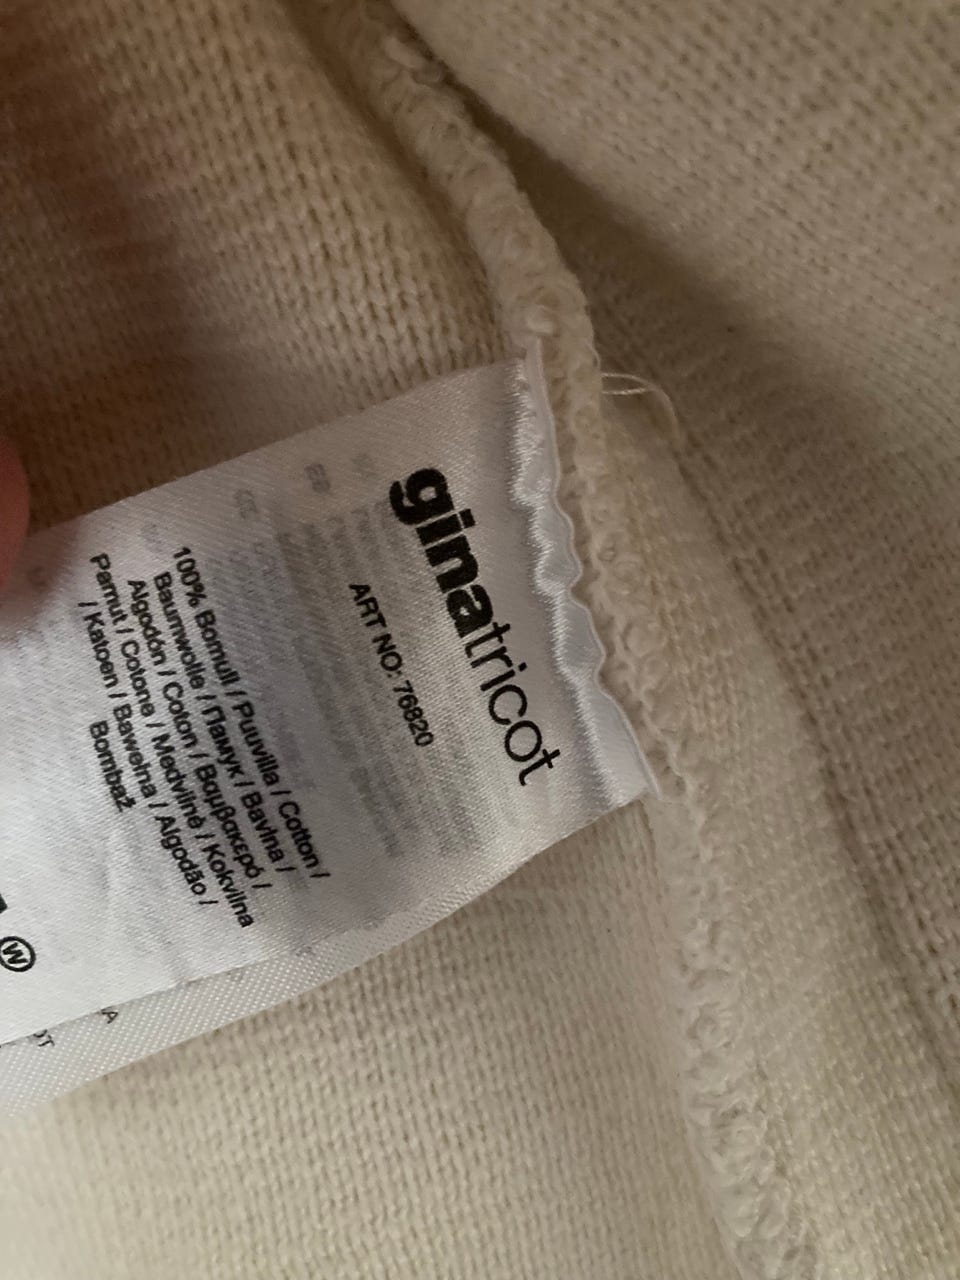 ginatricot
ART NO: 76820
100% Bomull / Puuvilla / Cotton /
Baumwolle / Памук / Bavlna /
Algodón / Coton / Βαμβακερό /
Pamut / Cotone / Medvilnė / Kokvilna
/ Katoen / Bawełna / Algodão /
Bombaž
W